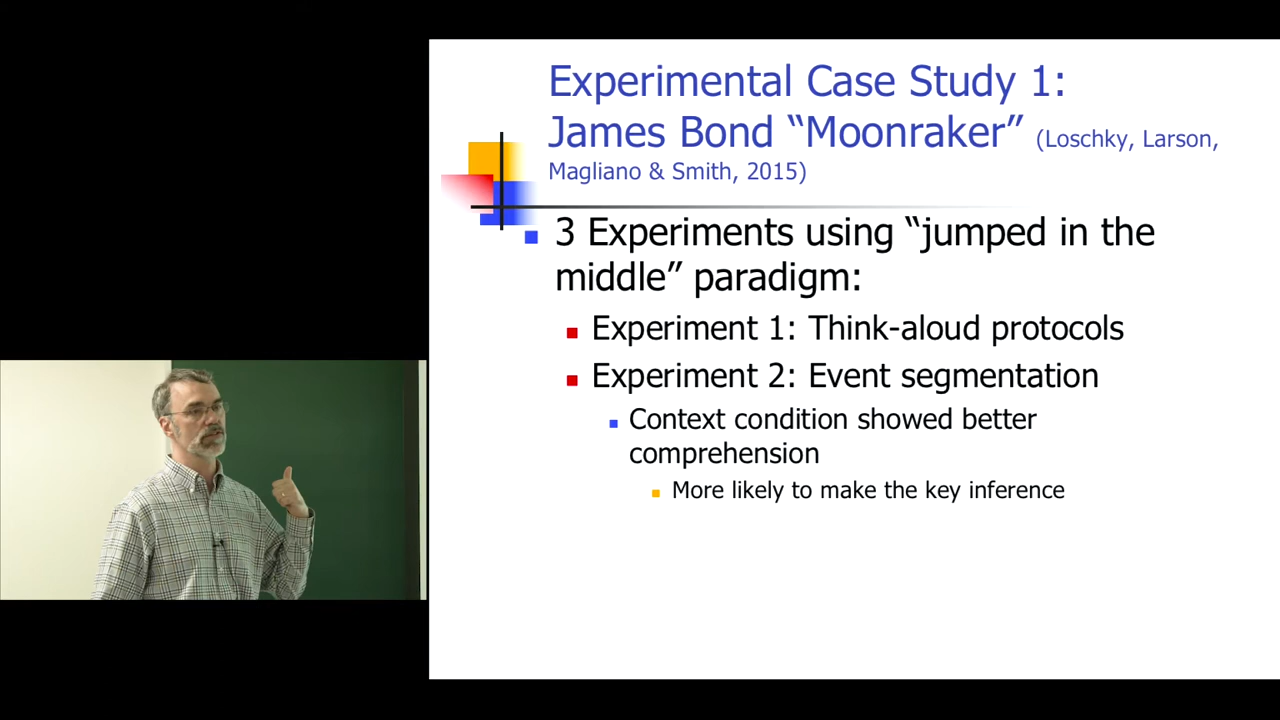 Experimental Case Study 1:
James Bond “Moonraker” (Loschky, Larson,
Magliano & Smith, 2015)
3 Experiments using “jumped in the
middle” paradigm:
Experiment 1: Think-aloud protocols
Experiment 2: Event segmentation
Context condition showed better
comprehension
More likely to make the key inference